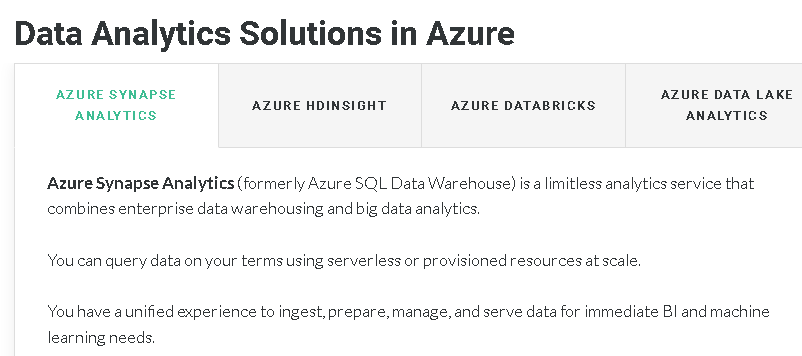 Data Analytics Solutions in Azure
AZURE SYNAPSE
ANALYTICS
AZURE HDINSIGHT
AZURE DATABRICKS
AZURE DATA LAKE
ANALYTICS
Azure Synapse Analytics (formerly Azure SQL Data Warehouse) is a limitless analytics service that
combines enterprise data warehousing and big data analytics.
You can query data on your terms using serverless or provisioned resources at scale.
You have a unified experience to ingest, prepare, manage, and serve data for immediate BI and machine
learning needs.